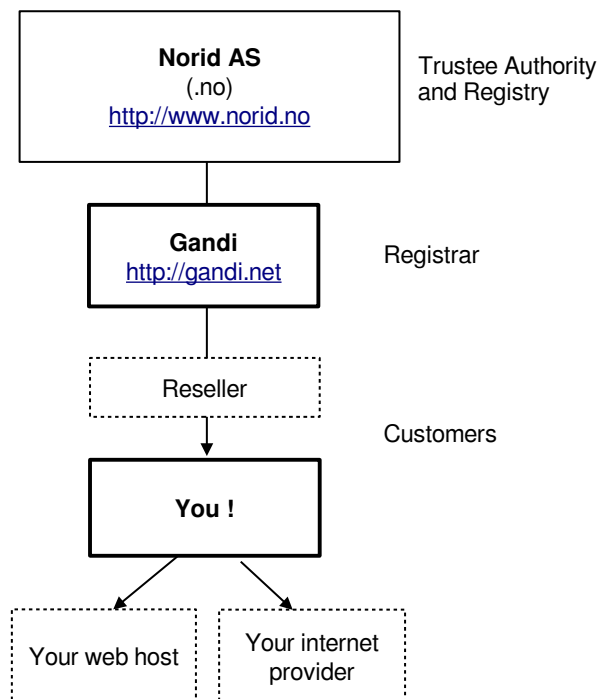 Norid AS
(.no)
http://www.norid.no
Trustee Authority
and Registry
Gandi
http://gandi.net
Registrar
Reseller
Customers
You !
Your web host
Your internet
provider